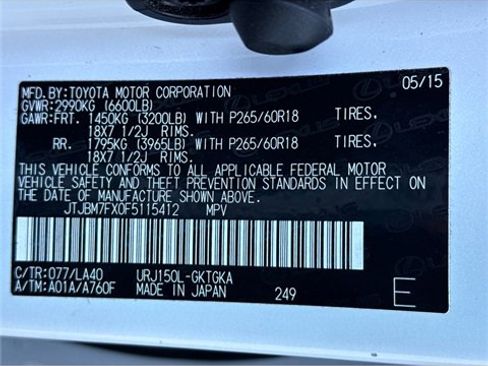 MFD.BY:TOYOTA MOTOR CORPORATION 05/15
GVWR:2990KG (6600LB)
GAWR:FRT. 1450KG (3200LB) WITH P265/60R18 TIRES.
18X7 1/2J RIMS.
RR. 1795KG (3965LB) WITH P265/60R18 TIRES.
18X7 1/2J RIMS.
THIS VEHICLE CONFORMS TO ALL APPLICABLE FEDERAL MOTOR
VEHICLE SAFETY AND THEFT PREVENTION STANDARDS IN EFFECT ON
THE DATE OF MANUFACTURE SHOWN ABOVE.
JTJBM7FX0F5115412 MPV
C/TR:077/LA40 URJ150L-GKTGKA
A/TM:A01A/A760F MADE IN JAPAN 249 E